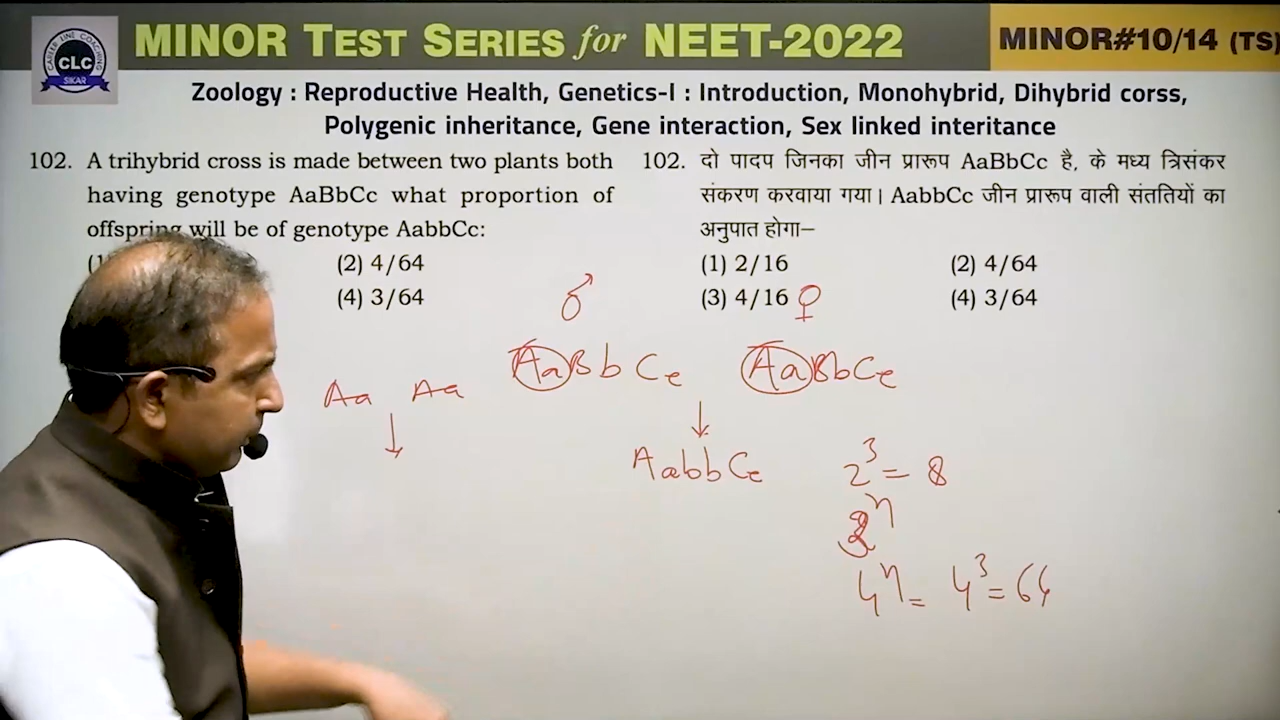 MINOR TEST SERIES for NEET-2022
MINOR#10/14 (TS)
CAREER LINE COACHING
CLC
SIKAR
Zoology : Reproductive Health, Genetics-I : Introduction, Monohybrid, Dihybrid corss,
Polygenic inheritance, Gene interaction, Sex linked interitance
102. A trihybrid cross is made between two plants both
having genotype AaBbCc what proportion of
offspring will be of genotype AabbCc:
(2) 4/64
(4) 3/64
102. दो पादप जिनका जीन प्रारूप AaBbCc है, के मध्य त्रिसंकर
संकरण करवाया गया। AabbCc जीन प्रारूप वाली संततियों का
अनुपात होगा–
(1) 2/16 (2) 4/64
(3) 4/16 (4) 3/64
♂ ♀
AaBbCc AaBbCc
Aa Aa
↓ ↓
AabbCc
2³ = 8
4ⁿ = 4³ = 64